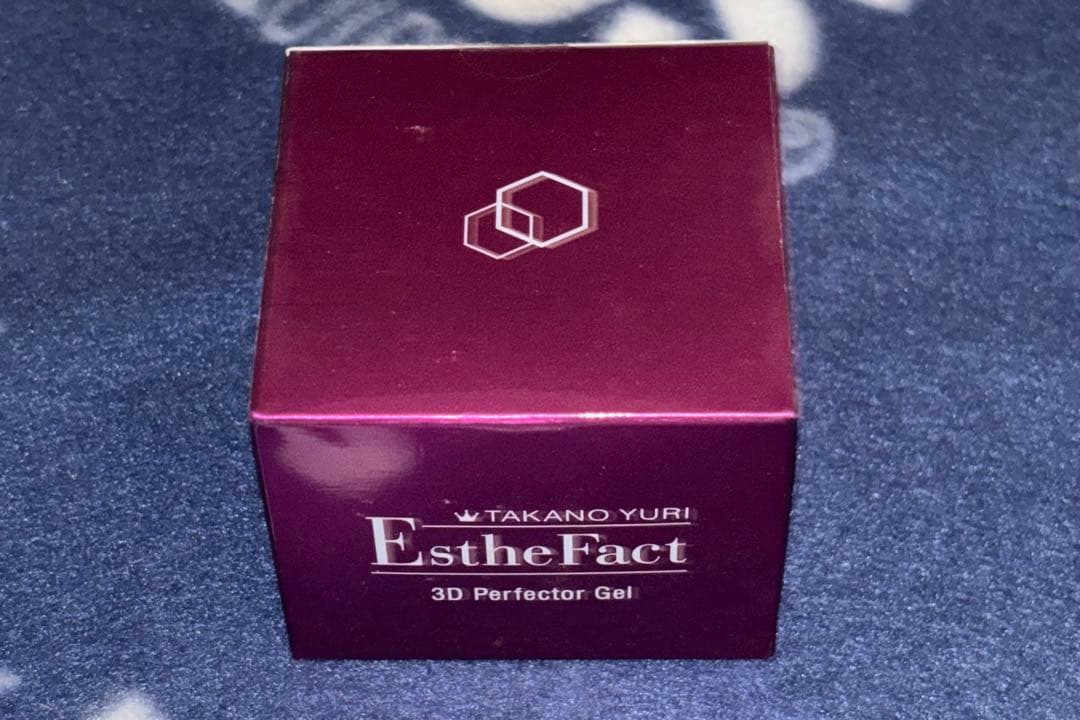 TAKANO YURI
EstheFact
3D Perfector Gel